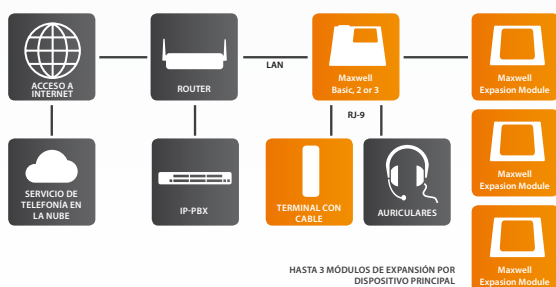 ACCESO A
INTERNET
ROUTER
LAN
Maxwell
Basic, 2 or 3
Maxwell
Expasion Module
RJ-9
Maxwell
Expasion Module
SERVICIO DE
TELEFONÍA EN
LA NUBE
IP-PBX
TERMINAL CON
CABLE
AURICULARES
HASTA 3 MÓDULOS DE EXPANSIÓN POR
DISPOSITIVO PRINCIPAL
Maxwell
Expasion Module